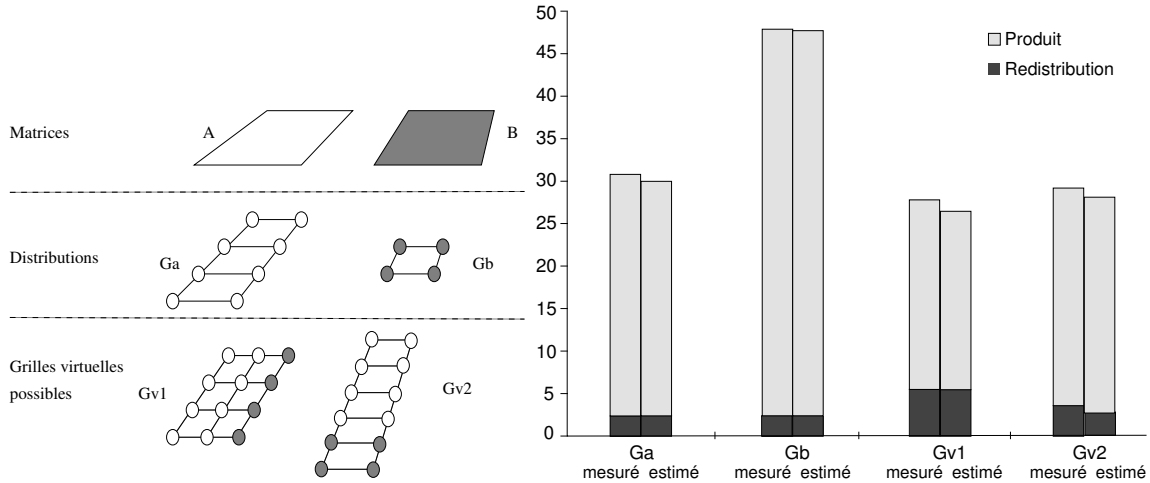 Matrices
A
B
Distributions
Ga
Gb
Grilles virtuelles
possibles
Gv1
Gv2
50
45
40
35
30
25
20
15
10
5
0
Produit
Redistribution
Ga
mesuré estimé
Gb
mesuré estimé
Gv1
mesuré estimé
Gv2
mesuré estimé